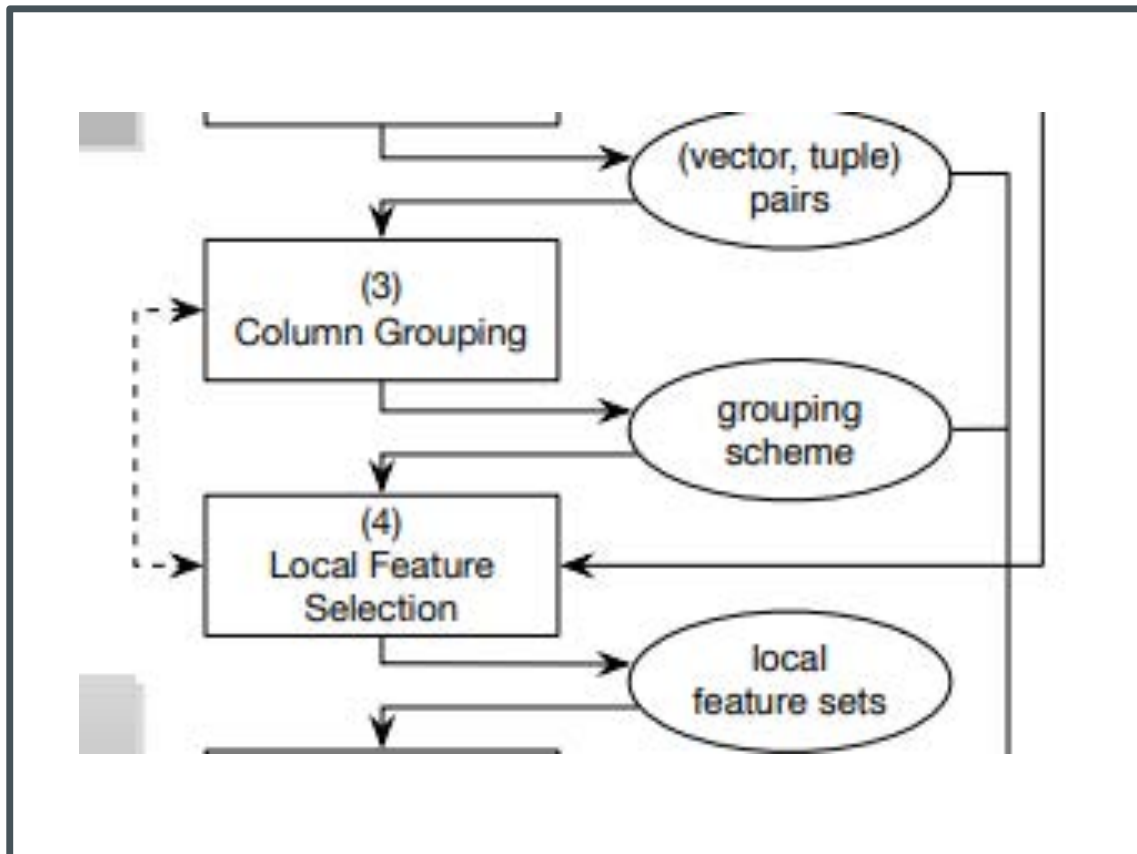 (vector, tuple)
pairs
(3)
Column Grouping
grouping
scheme
(4)
Local Feature
Selection
local
feature sets